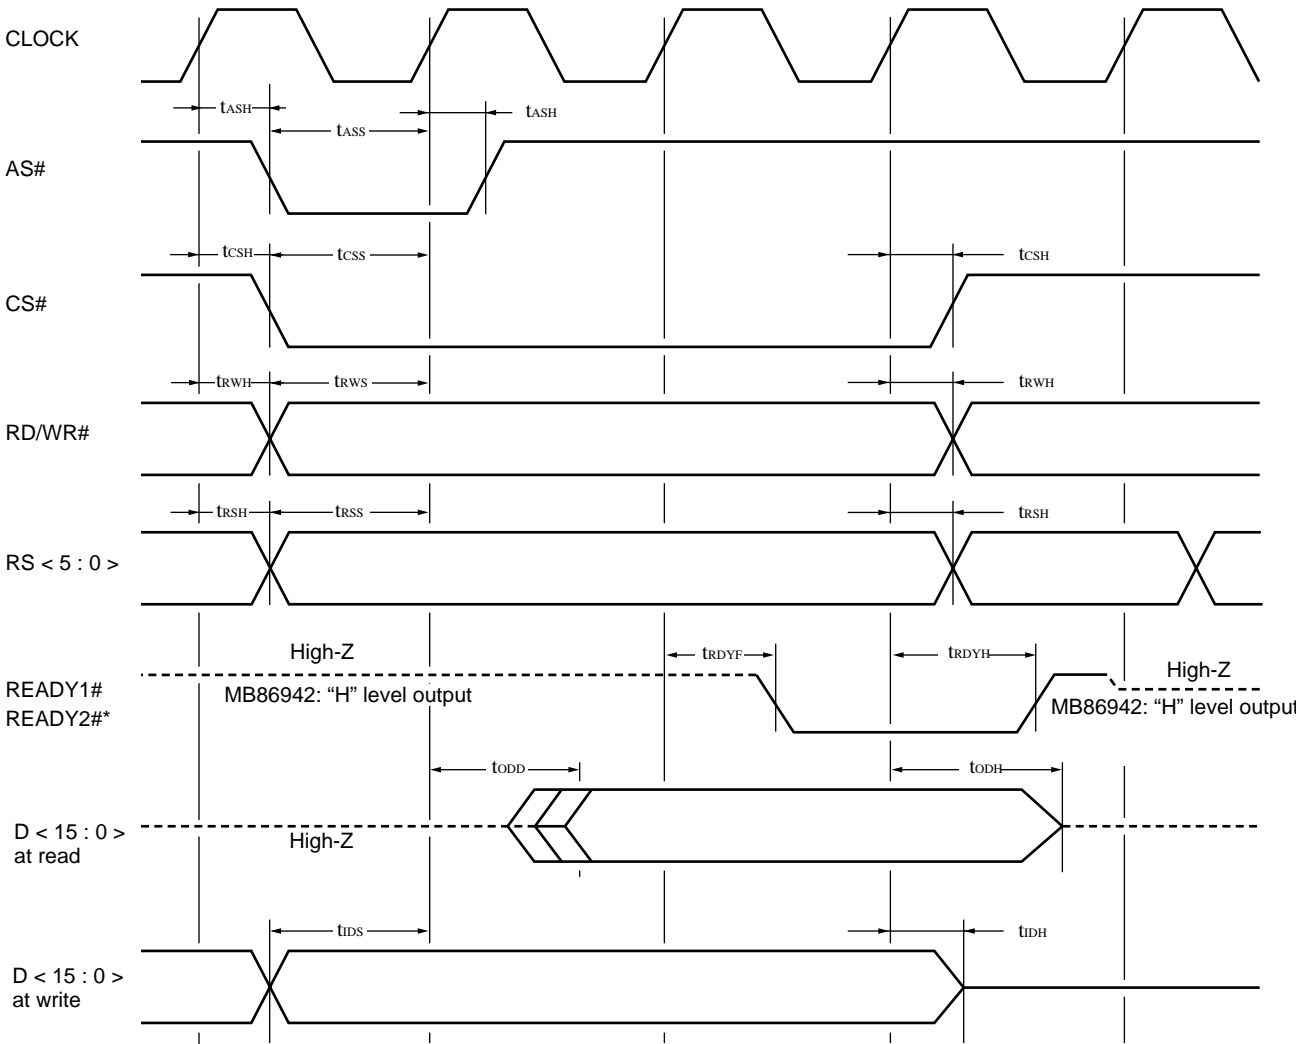 CLOCK
tASH
tASS
tASH
AS#
tCSH
tCSS
tCSH
CS#
tRWH
tRWS
tRWH
RD/WR#
tRSH
tRSS
tRSH
RS < 5 : 0 >
High-Z
tRDYF
tRDYH
High-Z
READY1#
MB86942: “H” level output
MB86942: “H” level output
READY2#*
tODD
tODH
D < 15 : 0 >
at read
High-Z
tIDS
tIDH
D < 15 : 0 >
at write